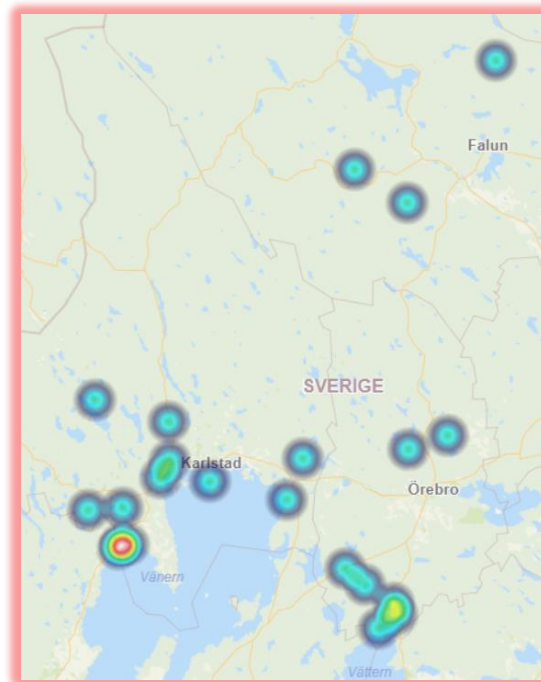 Falun
SVERIGE
Karlstad
Örebro
Vänern
Vättern